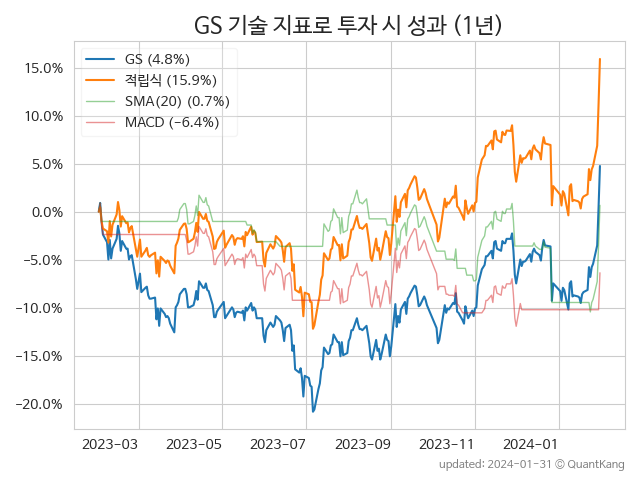 GS 기술 지표로 투자 시 성과 (1년)
GS (4.8%)
적립식 (15.9%)
SMA(20) (0.7%)
MACD (−6.4%)
15.0%
10.0%
5.0%
0.0%
−5.0%
−10.0%
−15.0%
−20.0%
2023-03 2023-05 2023-07 2023-09 2023-11 2024-01
updated: 2024-01-31 © QuantKang